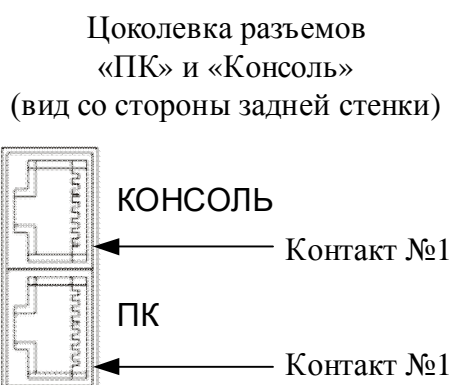 Цоколевка разъемов
«ПК» и «Консоль»
(вид со стороны задней стенки)
КОНСОЛЬ
Контакт №1
ПК
Контакт №1